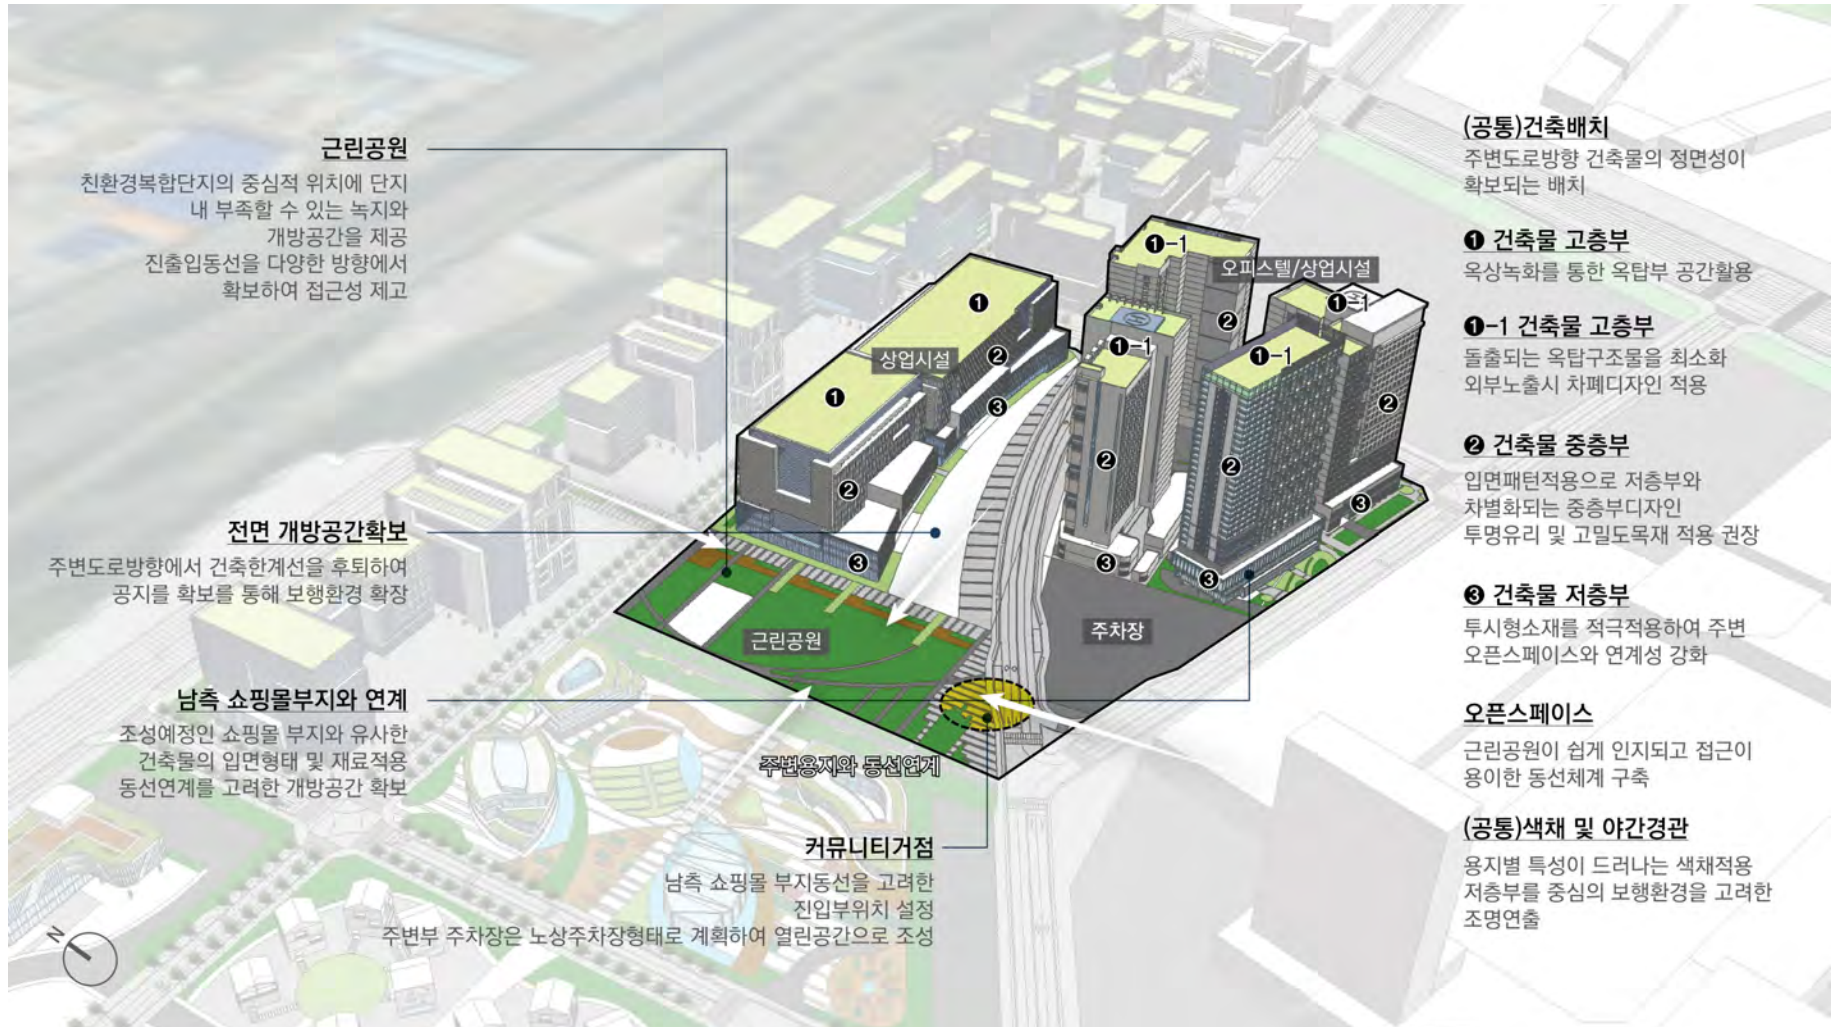 근린공원
친환경복합단지의 중심적 위치에 단지
내 부족할 수 있는 녹지와
개방공간을 제공
진출입동선을 다양한 방향에서
확보하여 접근성 제고
전면 개방공간확보
주변도로방향에서 건축한계선을 후퇴하여
공지를 확보를 통해 보행환경 확장
남측 쇼핑몰부지와 연계
조성예정인 쇼핑몰 부지와 유사한
건축물의 입면형태 및 재료적용
동선연계를 고려한 개방공간 확보
커뮤니티거점
남측 쇼핑몰 부지동선을 고려한
진입부위치 설정
주변부 주차장은 노상주차장형태로 계획하여 열린공간으로 조성
N
❶-1
오피스텔/상업시설
❶
❶-1
❷
❶-1
❷
상업시설
❶-1
❶
❸
❷
❷
❷
❷
❸
❸
❸
❸
근린공원
주차장
주변용지와 동선연계
(공통)건축배치
주변도로방향 건축물의 정면성이
확보되는 배치
❶ 건축물 고층부
옥상녹화를 통한 옥탑부 공간활용
❶-1 건축물 고층부
돌출되는 옥탑구조물을 최소화
외부노출시 차폐디자인 적용
❷ 건축물 중층부
입면패턴적용으로 저층부와
차별화되는 중층부디자인
투명유리 및 고밀도목재 적용 권장
❸ 건축물 저층부
투시형소재를 적극적용하여 주변
오픈스페이스와 연계성 강화
오픈스페이스
근린공원이 쉽게 인지되고 접근이
용이한 동선체계 구축
(공통)색채 및 야간경관
용지별 특성이 드러나는 색채적용
저층부를 중심의 보행환경을 고려한
조명연출